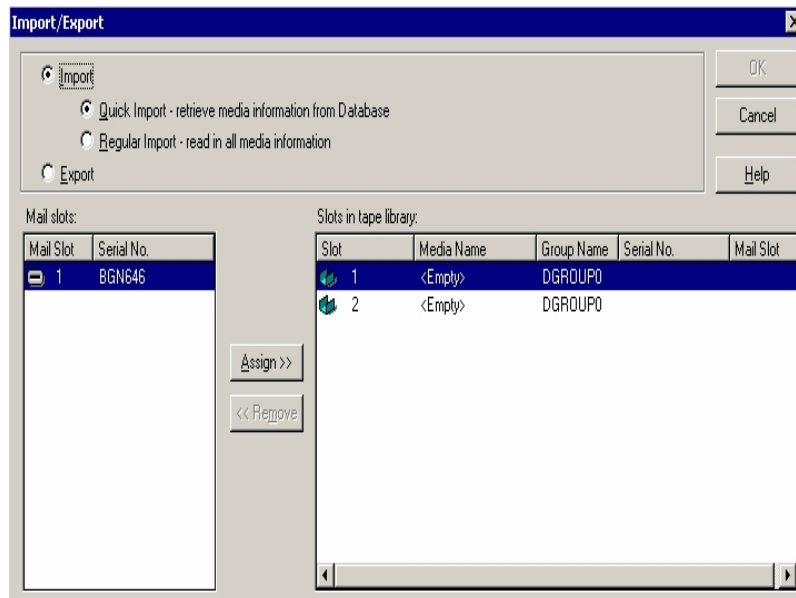 Import/Export
Import
OK
Quick Import - retrieve media information from Database
Cancel
Regular Import - read in all media information
Export
Help
Mail slots:
Slots in tape library:
Mail Slot Serial No.
Slot Media Name Group Name Serial No. Mail Slot
1 BGN646
1 <Empty> DGROUP0
2 <Empty> DGROUP0
Assign >>
<< Remove